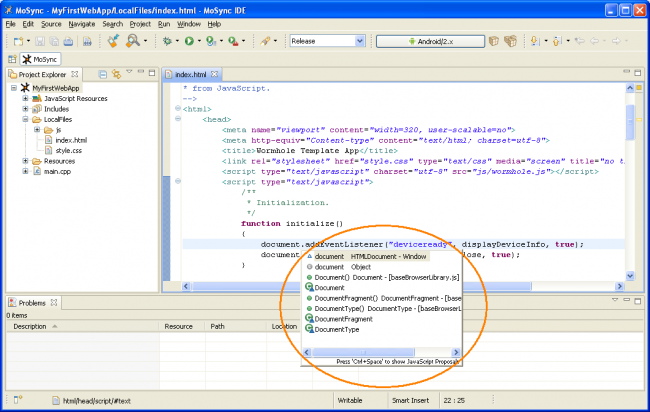 MoSync - MyFirstWebApp/LocalFiles/index.html - MoSync IDE
File Edit Source Navigate Search Project Run Window Help
Release
Android/2.x
MoSync
Project Explorer
index.html
MyFirstWebApp
JavaScript Resources
Includes
LocalFiles
js
index.html
style.css
Resources
main.cpp
* from JavaScript.
-->
<html>
<head>
<meta name="viewport" content="width=320, user-scalable=no">
<meta http-equiv="Content-type" content="text/html; charset=utf-8">
<title>Wormhole Template App</title>
<link rel="stylesheet" href="style.css" type="text/css" media="screen" title="no t
<script type="text/javascript" charset="utf-8" src="js/wormhole.js"></script>
<script type="text/javascript">
/**
* Initialization.
*/
function initialize()
{
document.addEventListener("deviceready", displayDeviceInfo, true);
document lose, true);
}
document HTMLDocument - Window
document Object
Document() Document - [baseBrowserLibrary.js]
Document
DocumentFragment() DocumentFragment - [base
DocumentType() DocumentType - [baseBrowserL
DocumentFragment
DocumentType
Press 'Ctrl+Space' to show JavaScript Proposals
Problems
0 items
Description Resource Path Location
html/head/script/#text Writable Smart Insert 22 : 25